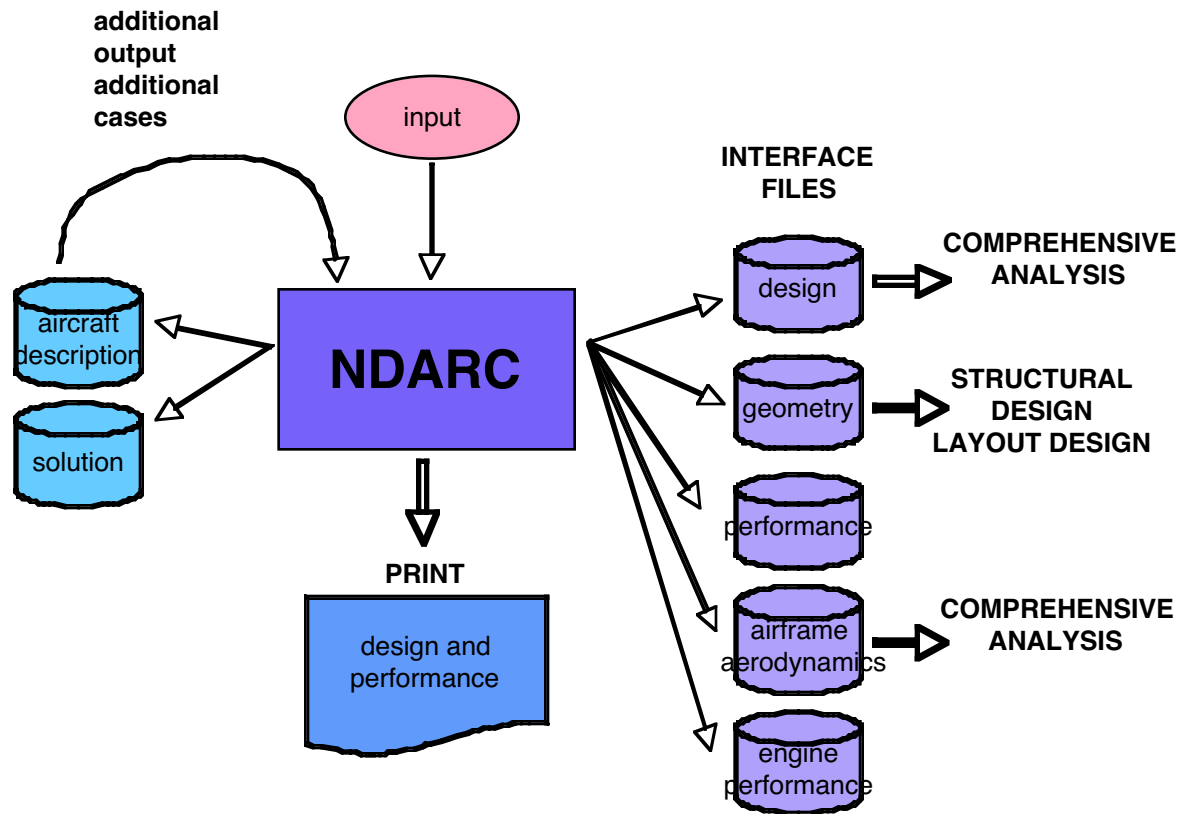 additional
output
additional
cases
input
INTERFACE
FILES
aircraft
description
solution
NDARC
PRINT
design and
performance
design
COMPREHENSIVE
ANALYSIS
geometry
STRUCTURAL
DESIGN
LAYOUT DESIGN
performance
airframe
aerodynamics
COMPREHENSIVE
ANALYSIS
engine
performance